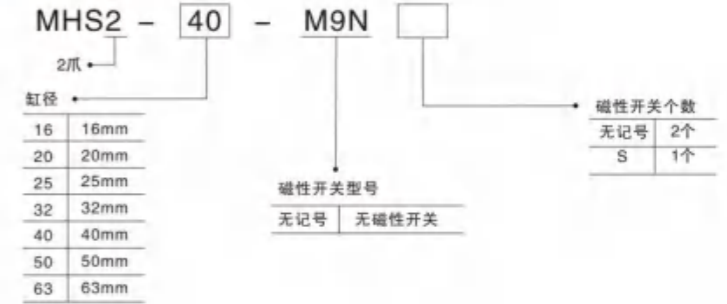 MHS2 – 40 – M9N
2爪
缸径
16 16mm
20 20mm
25 25mm
32 32mm
40 40mm
50 50mm
63 63mm
磁性开关型号
无记号 无磁性开关
磁性开关个数
无记号 2个
S 1个